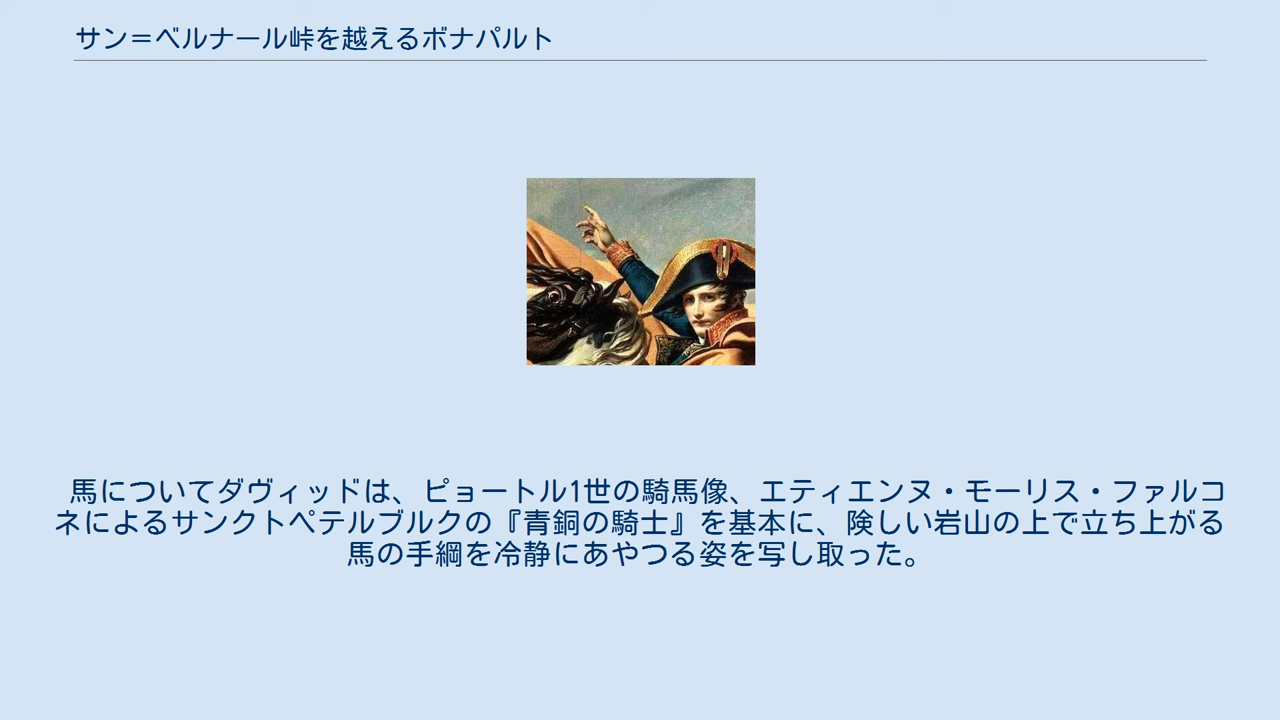 サン＝ベルナール峠を越えるボナパルト
馬についてダヴィッドは、ピョートル1世の騎馬像、エティエンヌ・モーリス・ファルコ
ネによるサンクトペテルブルクの『青銅の騎士』を基本に、険しい岩山の上で立ち上がる
馬の手綱を冷静にあやつる姿を写し取った。